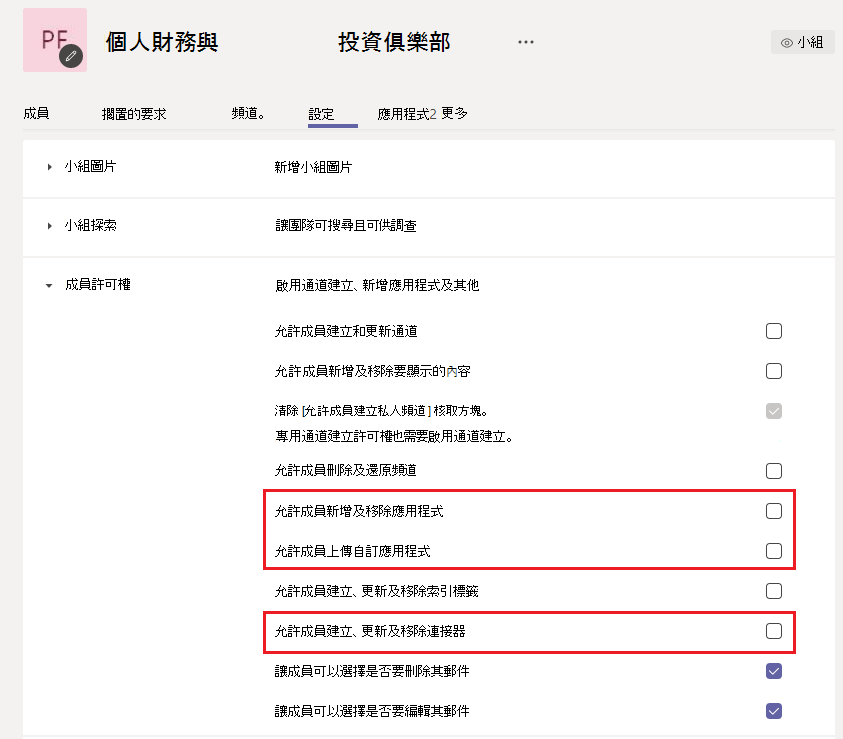 PF 個人財務與 投資俱樂部 ... 小組
成員 擱置的要求 頻道。 設定 應用程式2 更多
小組圖片 新增小組圖片
小組探索 讓團隊可搜尋且可供調查
成員許可權 啟用通道建立、新增應用程式及其他
允許成員建立和更新通道
允許成員新增及移除要顯示的內容
清除 [允許成員建立私人頻道] 核取方塊。
專用通道建立許可權也需要啟用通道建立。
允許成員刪除及還原頻道
允許成員新增及移除應用程式
允許成員上傳自訂應用程式
允許成員建立、更新及移除索引標籤
允許成員建立、更新及移除連接器
讓成員可以選擇是否要刪除其郵件
讓成員可以選擇是否要編輯其郵件